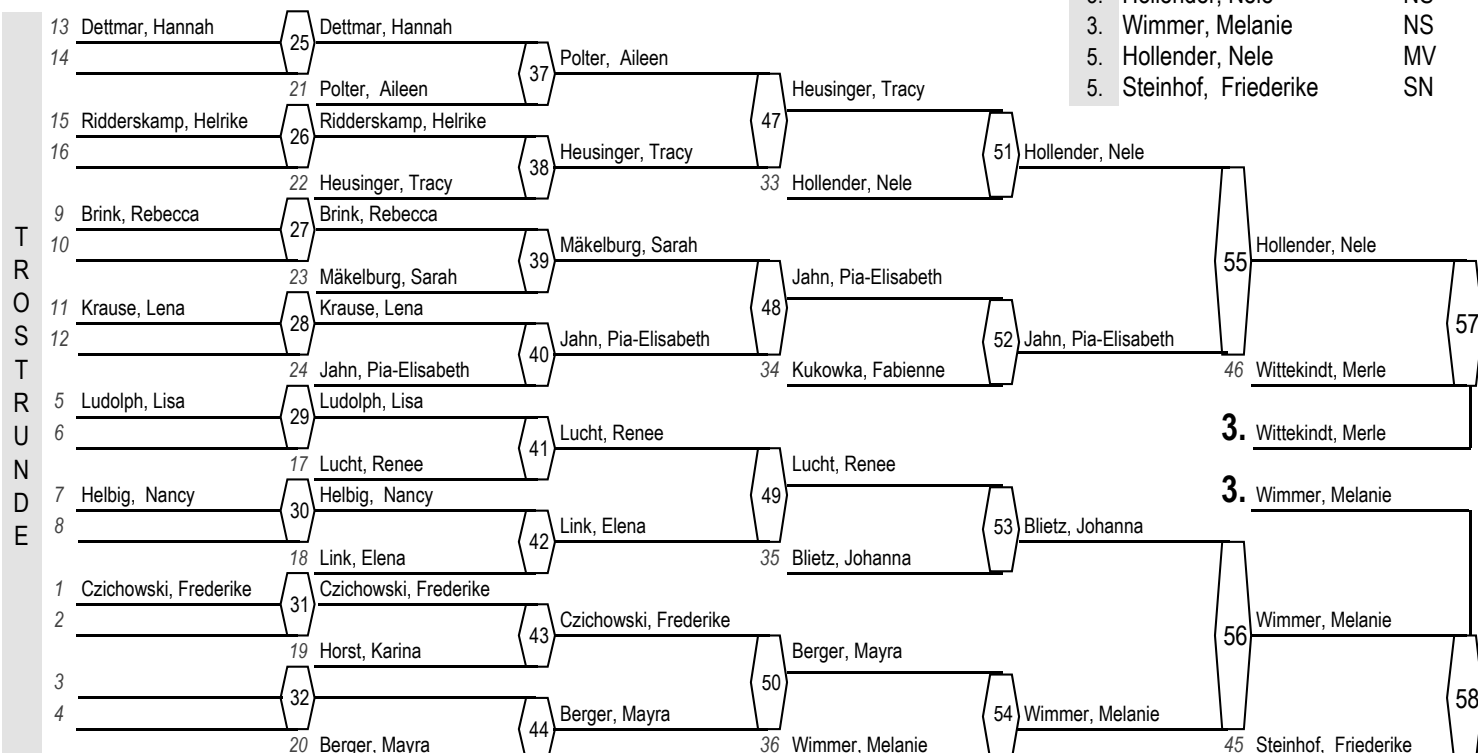 3. Wimmer, Melanie NS
5. Hollender, Nele MV
5. Steinhof, Friederike SN
TROSTRUNDE
13 Dettmar, Hannah 25 Dettmar, Hannah
14 37 Polter, Aileen
21 Polter, Aileen Heusinger, Tracy
15 Ridderskamp, Helrike 26 Ridderskamp, Helrike 47
16 38 Heusinger, Tracy 51 Hollender, Nele
22 Heusinger, Tracy 33 Hollender, Nele
9 Brink, Rebecca 27 Brink, Rebecca
10 39 Mäkelburg, Sarah 55 Hollender, Nele
23 Mäkelburg, Sarah Jahn, Pia-Elisabeth
11 Krause, Lena 28 Krause, Lena 48 57
12 40 Jahn, Pia-Elisabeth 52 Jahn, Pia-Elisabeth
24 Jahn, Pia-Elisabeth 34 Kukowka, Fabienne 46 Wittekindt, Merle
5 Ludolph, Lisa 29 Ludolph, Lisa
6 41 Lucht, Renee 3. Wittekindt, Merle
17 Lucht, Renee Lucht, Renee
7 Helbig, Nancy 30 Helbig, Nancy 49 3. Wimmer, Melanie
8 42 Link, Elena 53 Blietz, Johanna
18 Link, Elena 35 Blietz, Johanna
1 Czichowski, Frederike 31 Czichowski, Frederike
2 43 Czichowski, Frederike 56 Wimmer, Melanie
19 Horst, Karina Berger, Mayra
3 32 50 58
4 44 Berger, Mayra 54 Wimmer, Melanie
20 Berger, Mayra 36 Wimmer, Melanie 45 Steinhof, Friederike